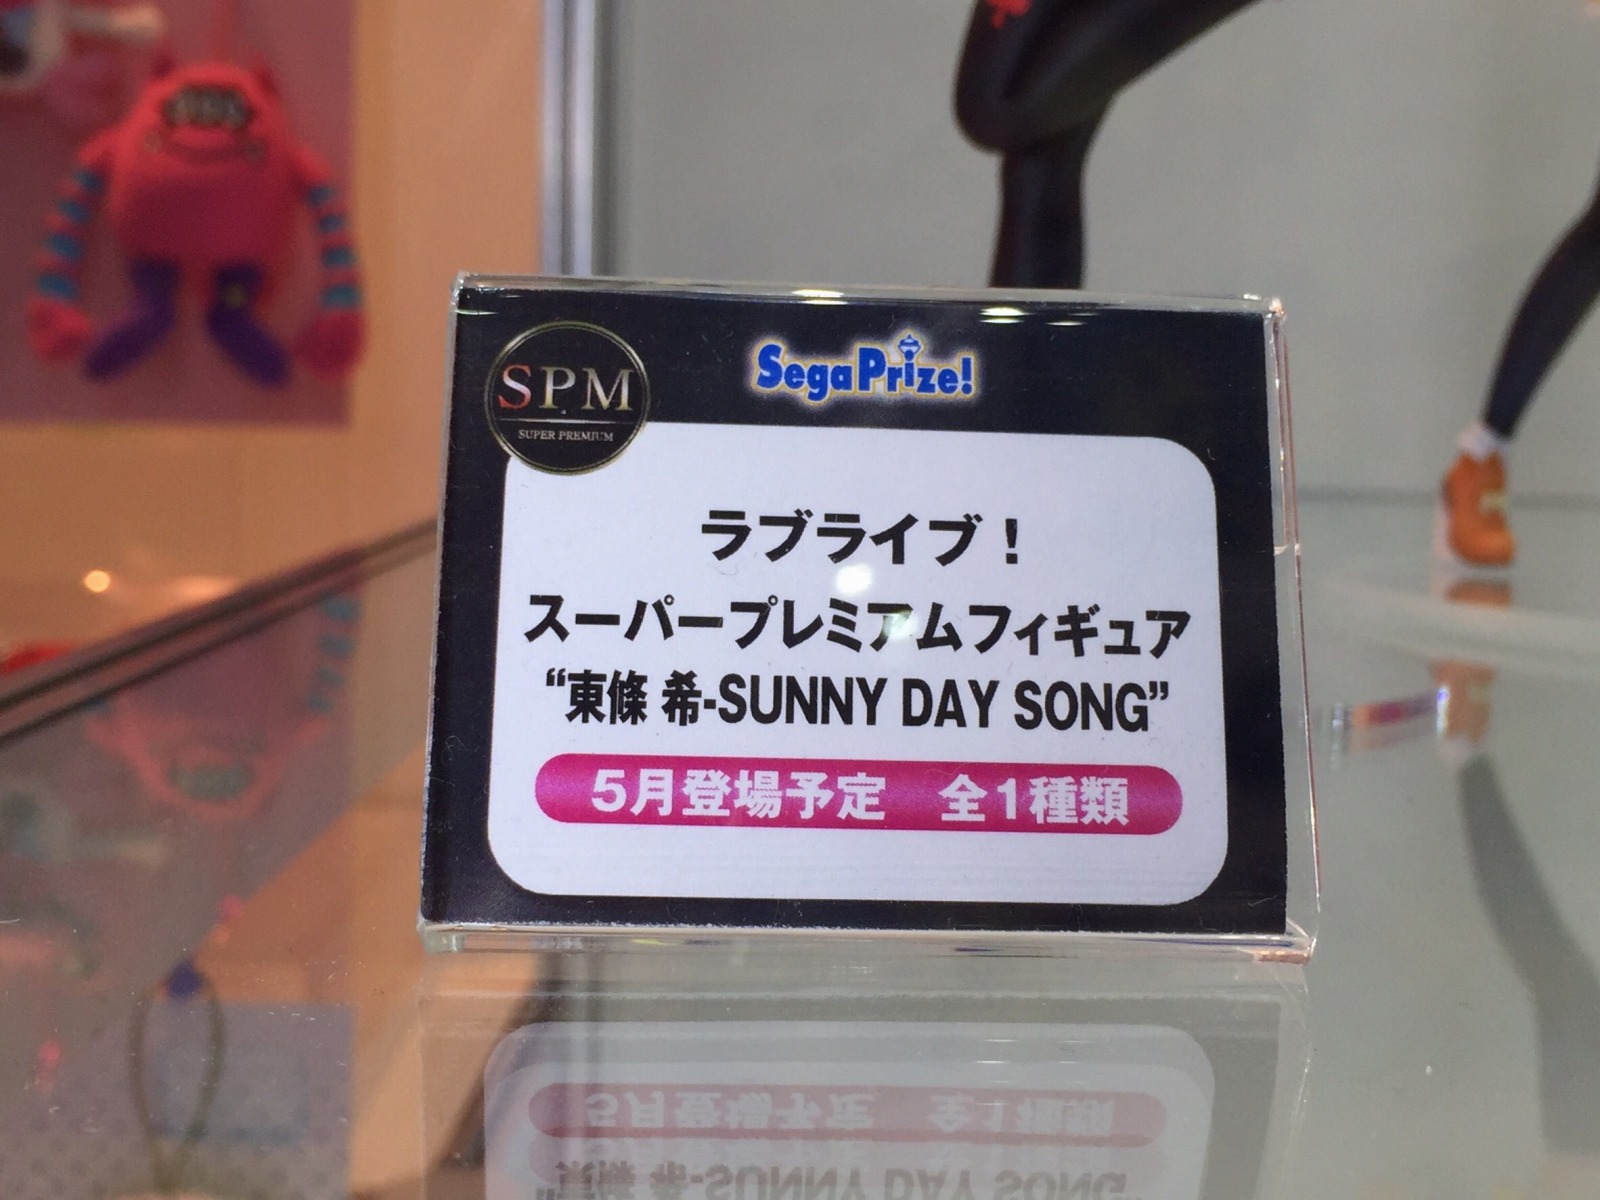 SPM
SUPER PREMIUM
SegaPrize!
ラブライブ！
スーパープレミアムフィギュア
“東條 希-SUNNY DAY SONG”
5月登場予定　全1種類